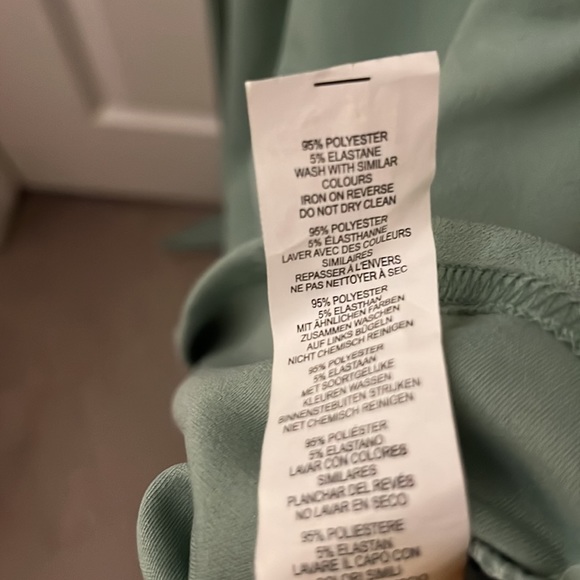 95% POLYESTER
5% ELASTANE
WASH WITH SIMILAR
COLOURS
IRON ON REVERSE
DO NOT DRY CLEAN
95% POLYESTER
5% ÉLASTHANNE
LAVER AVEC DES COULEURS
SIMILAIRES
REPASSER À L'ENVERS
NE PAS NETTOYER À SEC
95% POLYESTER
5% ELASTHAN
MIT ÄHNLICHEN FARBEN
ZUSAMMEN WASCHEN
AUF LINKS BÜGELN
NICHT CHEMISCH REINIGEN
95% POLYESTER
5% ELASTAAN
MET SOORTGELIJKE
KLEUREN WASSEN
BINNENSTEBUITEN STRIJKEN
NIET CHEMISCH REINIGEN
95% POLIÉSTER
5% ELASTANO
LAVAR CON COLORES
SIMILARES
PLANCHAR DEL REVÉS
NO LAVAR EN SECO
95% POLIESTERE
5% ELASTAN
LAVARE IL CAPO CON
COLORI SIMILI